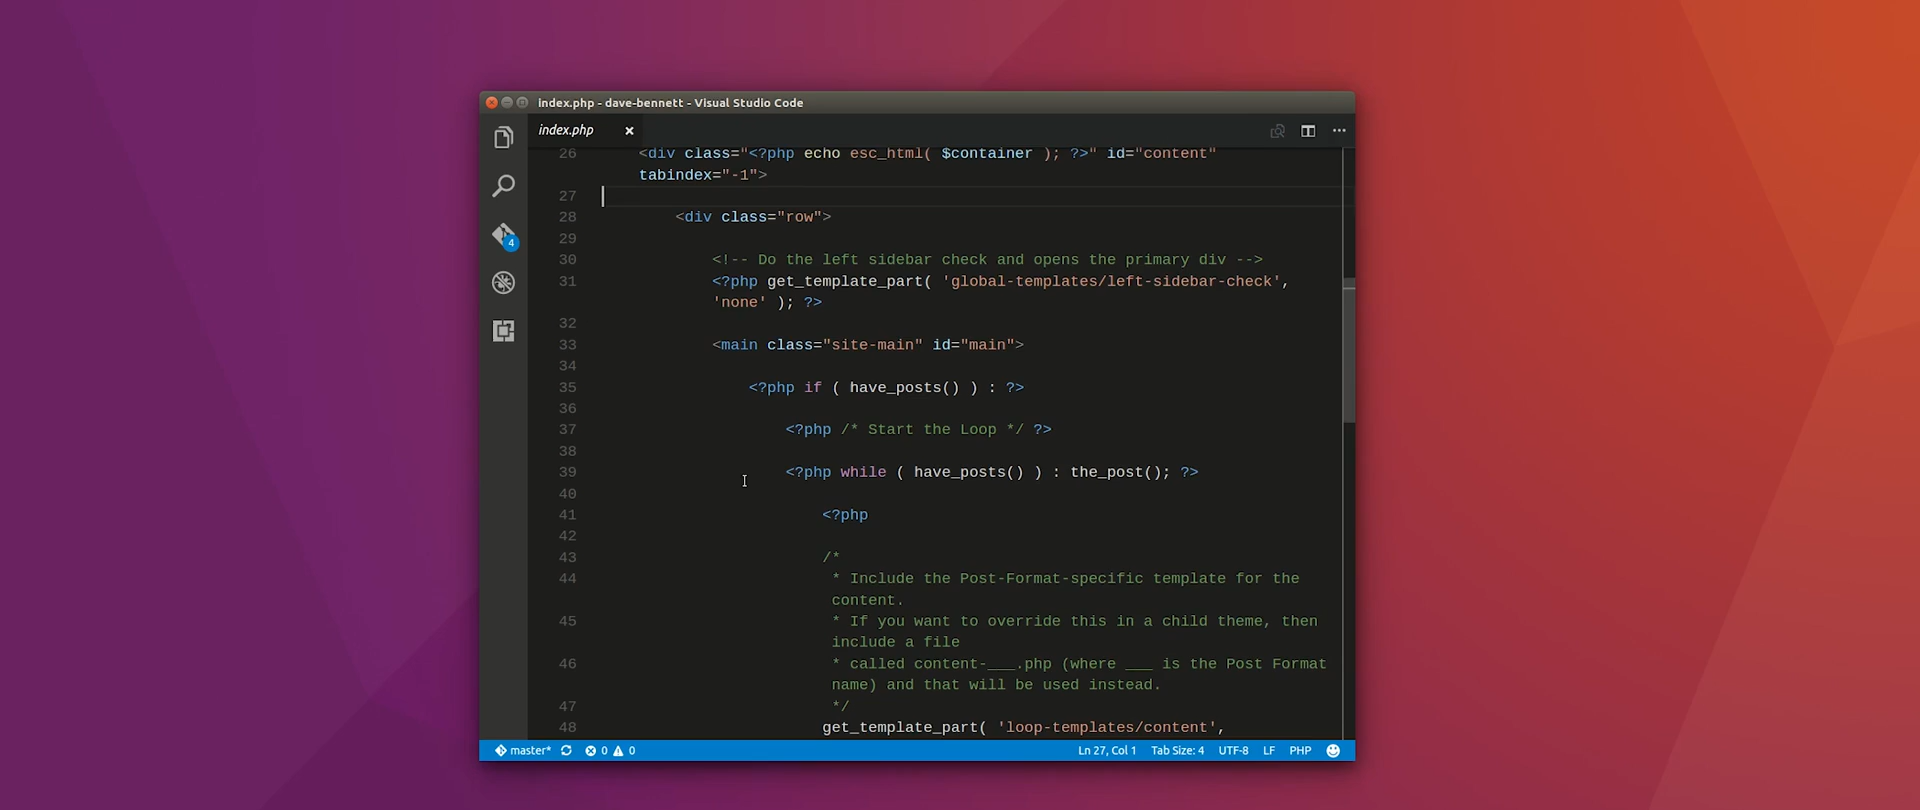 index.php - dave-bennett - Visual Studio Code
index.php
26 <div class="<?php echo esc_html( $container ); ?>" id="content"
tabindex="-1">
27
28 <div class="row">
29
30 <!-- Do the left sidebar check and opens the primary div -->
31 <?php get_template_part( 'global-templates/left-sidebar-check',
'none' ); ?>
32
33 <main class="site-main" id="main">
34
35 <?php if ( have_posts() ) : ?>
36
37 <?php /* Start the Loop */ ?>
38
39 <?php while ( have_posts() ) : the_post(); ?>
40
41 <?php
42
43 /*
44 * Include the Post-Format-specific template for the
content.
45 * If you want to override this in a child theme, then
include a file
46 * called content-___.php (where ___ is the Post Format
name) and that will be used instead.
47 */
48 get_template_part( 'loop-templates/content',
4
master* 0 0 Ln 27, Col 1 Tab Size: 4 UTF-8 LF PHP